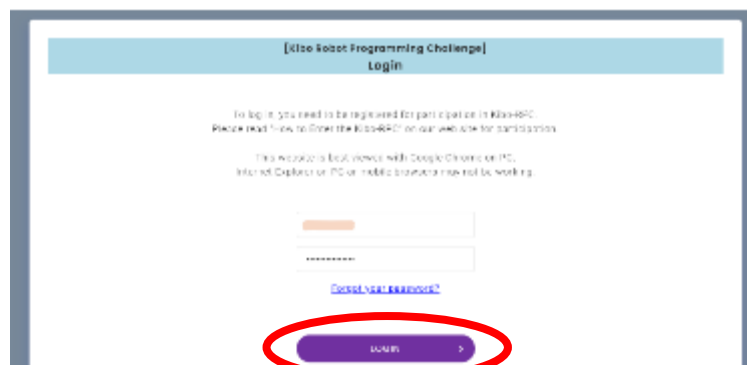 [Kibo Robot Programming Challenge]
Login
To log in, you need to be registered for participation in Kibo-RPC.
Please read "How to Enter the Kibo-RPC" on our web site for participation.
This website is best viewed with Google Chrome on PC.
Internet Explorer on PC or mobile browsers may not be working.
••••••••••
Forgot your password?
LOGIN >